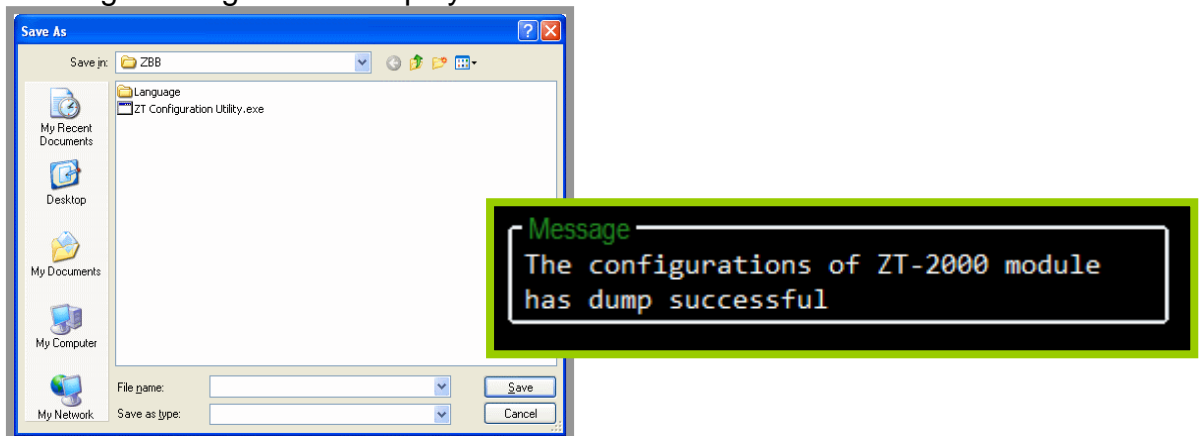 Save As
Save in:
ZBB
Language
ZT Configuration Utility.exe
My Recent
Documents
Desktop
My Documents
My Computer
My Network
File name:
Save
Save as type:
Cancel
Message
The configurations of ZT-2000 module
has dump successful